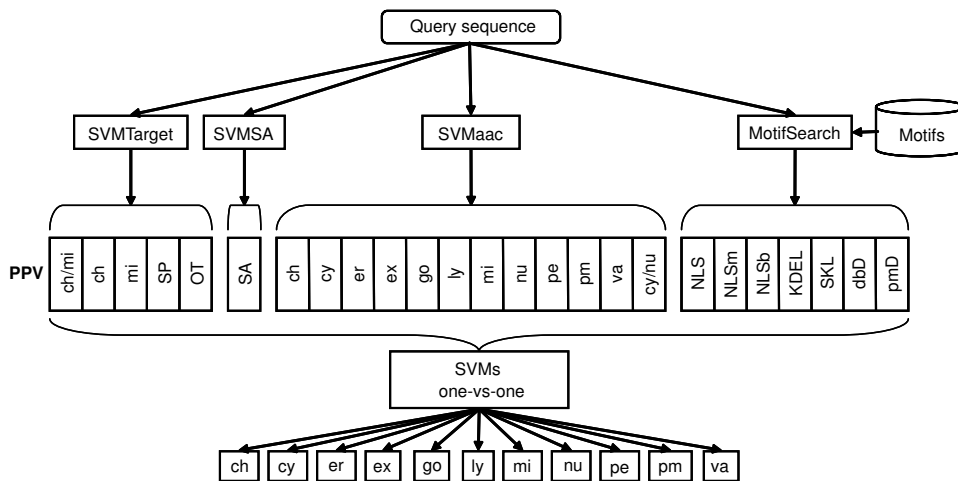 Query sequence
SVMTarget SVMSA SVMaac MotifSearch Motifs
PPV ch/mi ch mi SP OT SA ch cy er ex go ly mi nu pe pm va cy/nu NLS NLSm NLSb KDEL SKL dbD pmD
SVMs
one-vs-one
ch cy er ex go ly mi nu pe pm va